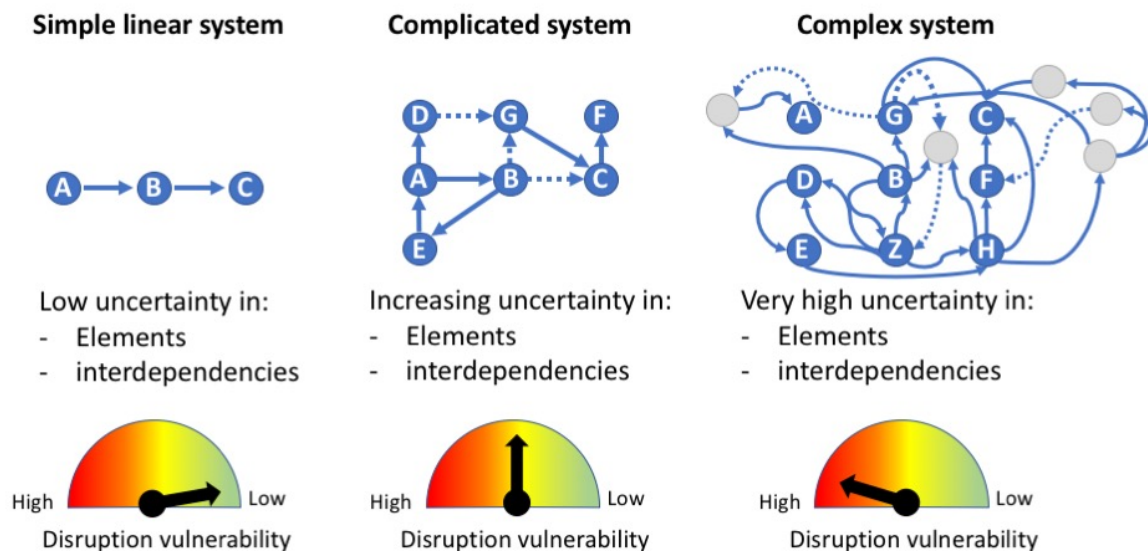 Simple linear system
A B C
Low uncertainty in:
- Elements
- interdependencies
High Low
Disruption vulnerability
Complicated system
D G F
A B C
E
Increasing uncertainty in:
- Elements
- interdependencies
High Low
Disruption vulnerability
Complex system
A G C
D B F
E Z H
Very high uncertainty in:
- Elements
- interdependencies
High Low
Disruption vulnerability